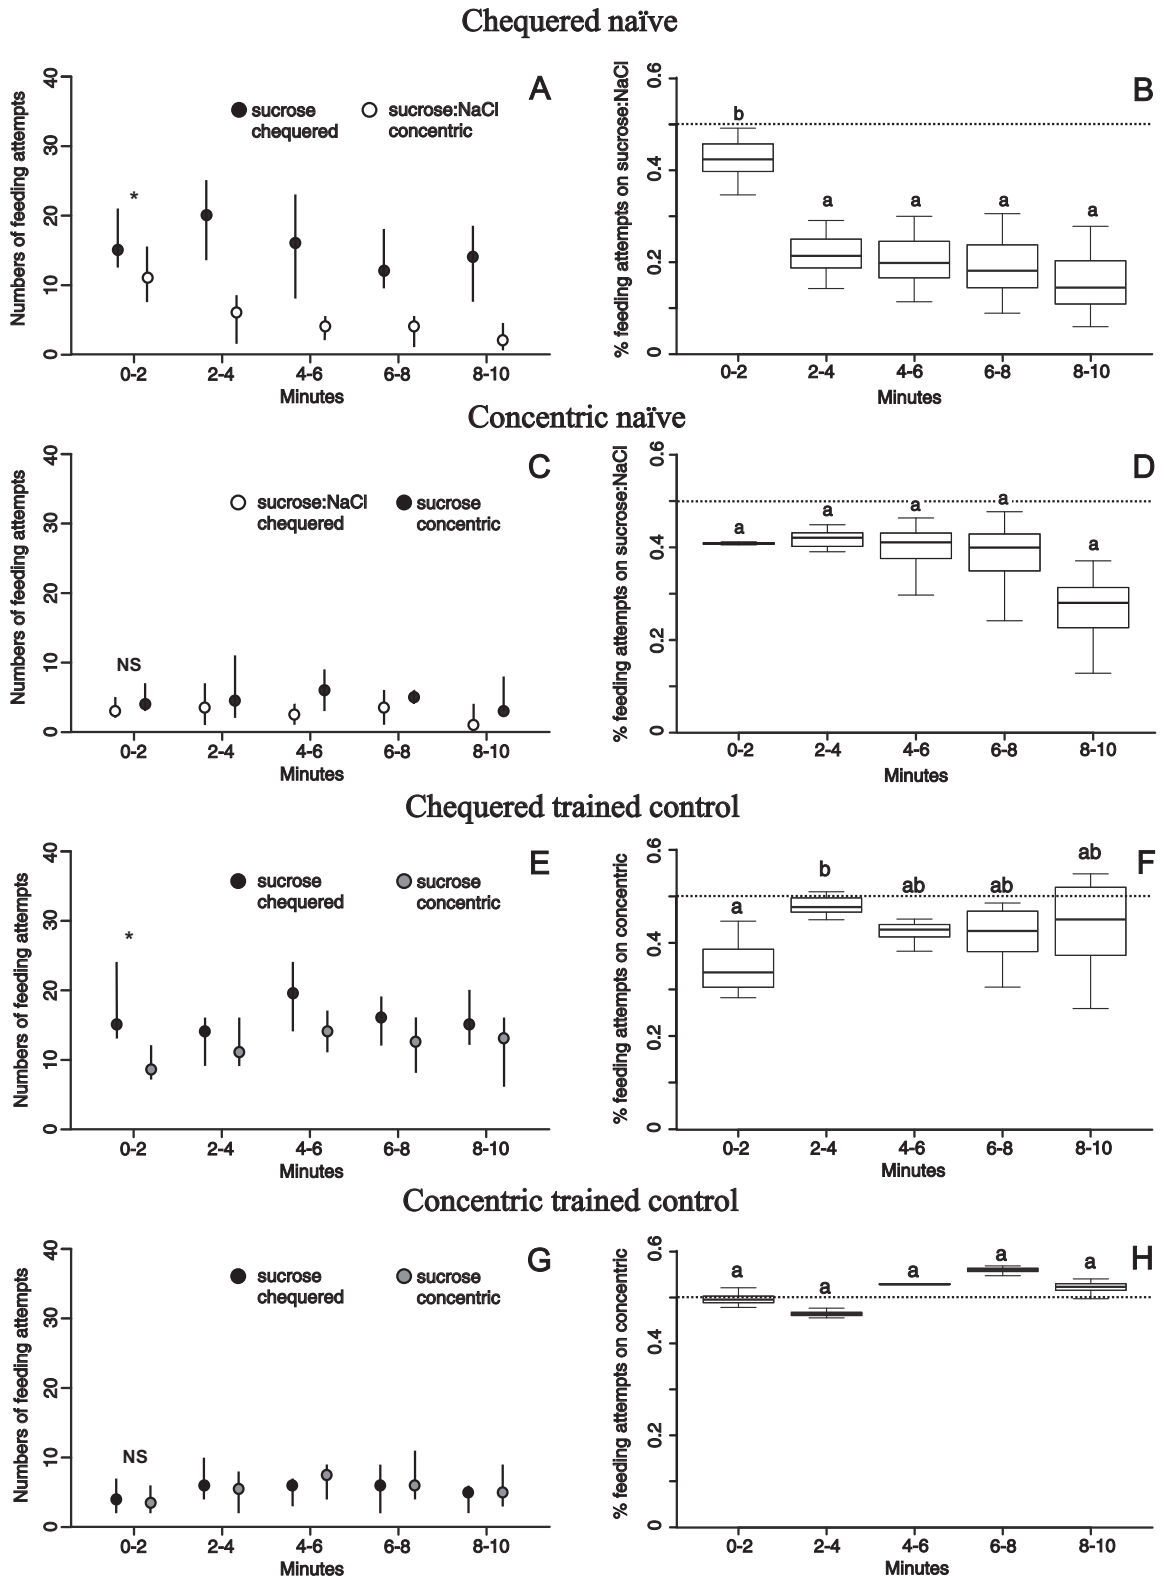 Chequered naïve
A
Numbers of feeding attempts
40
30
20
10
0
sucrose
chequered
sucrose:NaCl
concentric
*
0-2
2-4
4-6
6-8
8-10
Minutes
B
% feeding attempts on sucrose:NaCl
0.6
0.4
0.2
0
b
a
a
a
a
0-2
2-4
4-6
6-8
8-10
Minutes
Concentric naïve
C
Numbers of feeding attempts
40
30
20
10
0
sucrose:NaCl
chequered
sucrose
concentric
NS
0-2
2-4
4-6
6-8
8-10
Minutes
D
% feeding attempts on sucrose:NaCl
0.6
0.4
0.2
0
a
a
a
a
a
0-2
2-4
4-6
6-8
8-10
Minutes
Chequered trained control
E
Numbers of feeding attempts
40
30
20
10
0
sucrose
chequered
sucrose
concentric
*
0-2
2-4
4-6
6-8
8-10
Minutes
F
% feeding attempts on concentric
0.6
0.4
0.2
0
a
b
ab
ab
ab
0-2
2-4
4-6
6-8
8-10
Minutes
Concentric trained control
G
Numbers of feeding attempts
40
30
20
10
0
sucrose
chequered
sucrose
concentric
NS
0-2
2-4
4-6
6-8
8-10
Minutes
H
% feeding attempts on concentric
0.6
0.4
0.2
0
a
a
a
a
a
0-2
2-4
4-6
6-8
8-10
Minutes